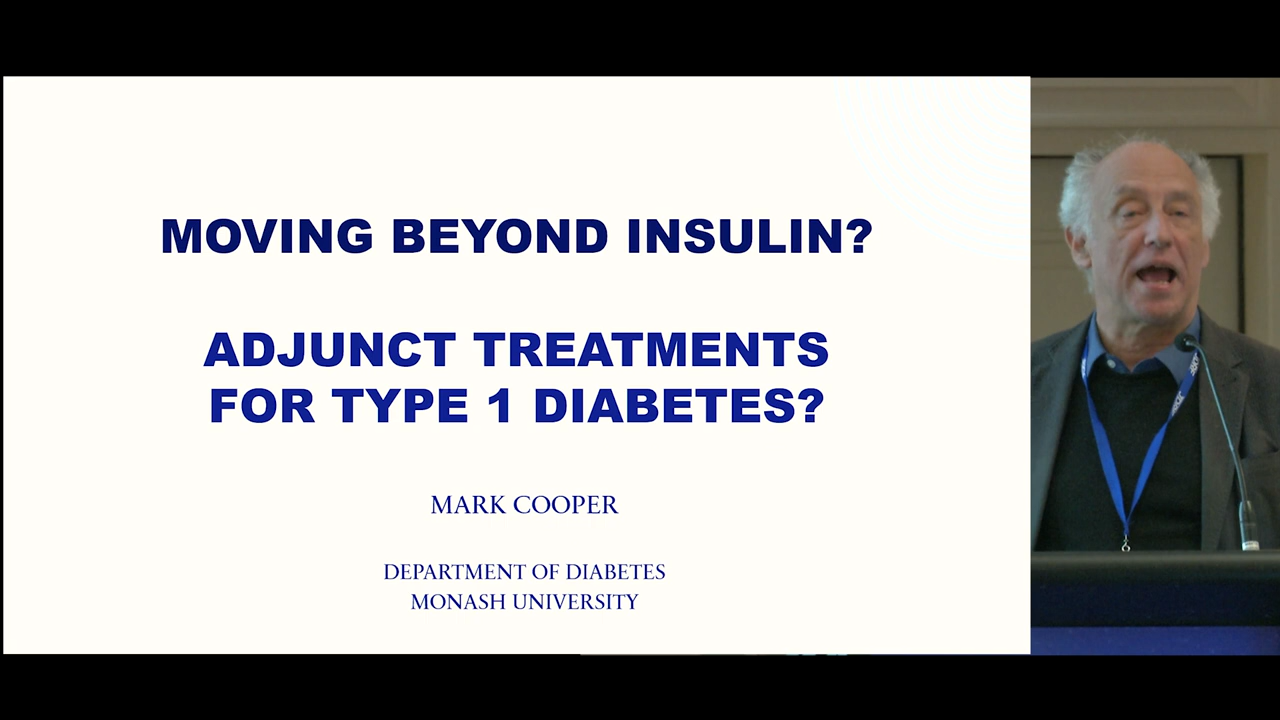 MOVING BEYOND INSULIN?
ADJUNCT TREATMENTS
FOR TYPE 1 DIABETES?
MARK COOPER
DEPARTMENT OF DIABETES
MONASH UNIVERSITY